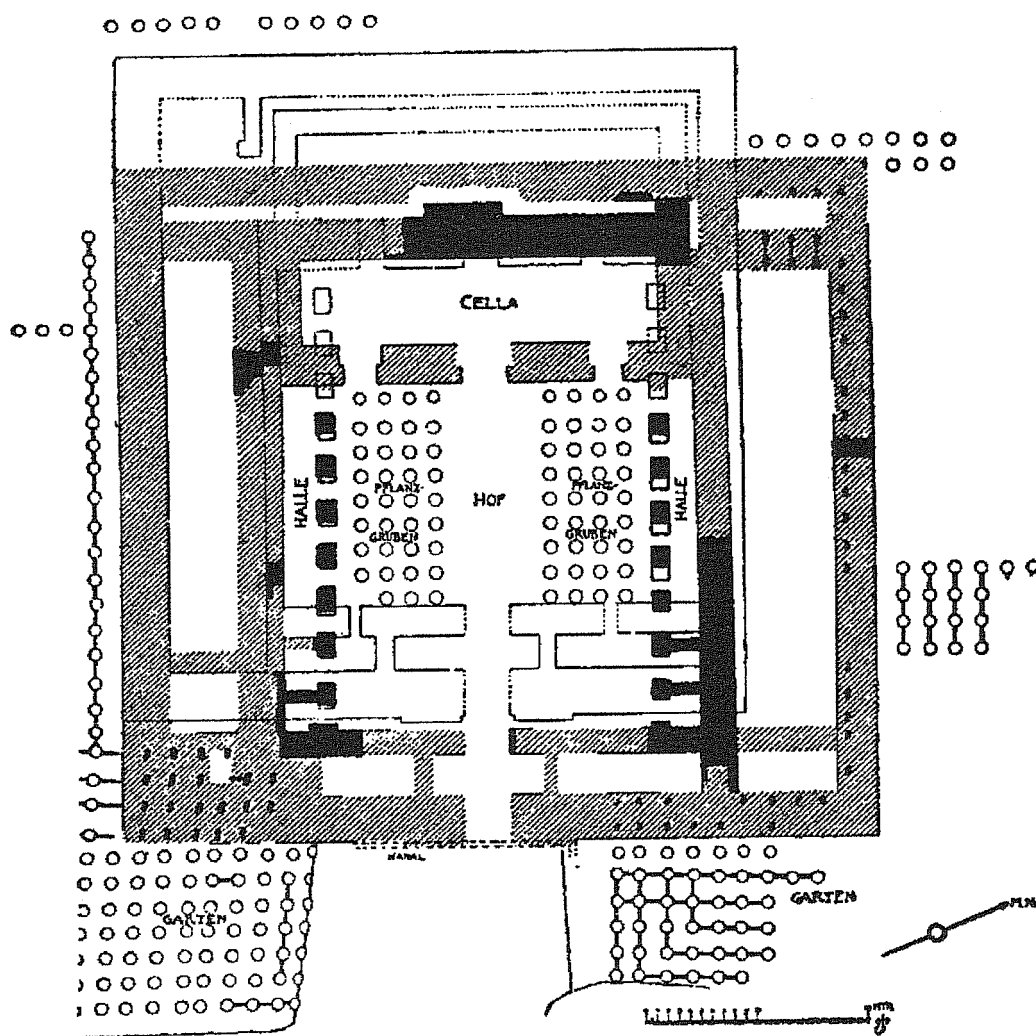 CELLA
HALLE
PFLANZ-
GRUBEN
HOF
PFLANZ-
GRUBEN
HALLE
KANAL
GARTEN
GARTEN
M.N.